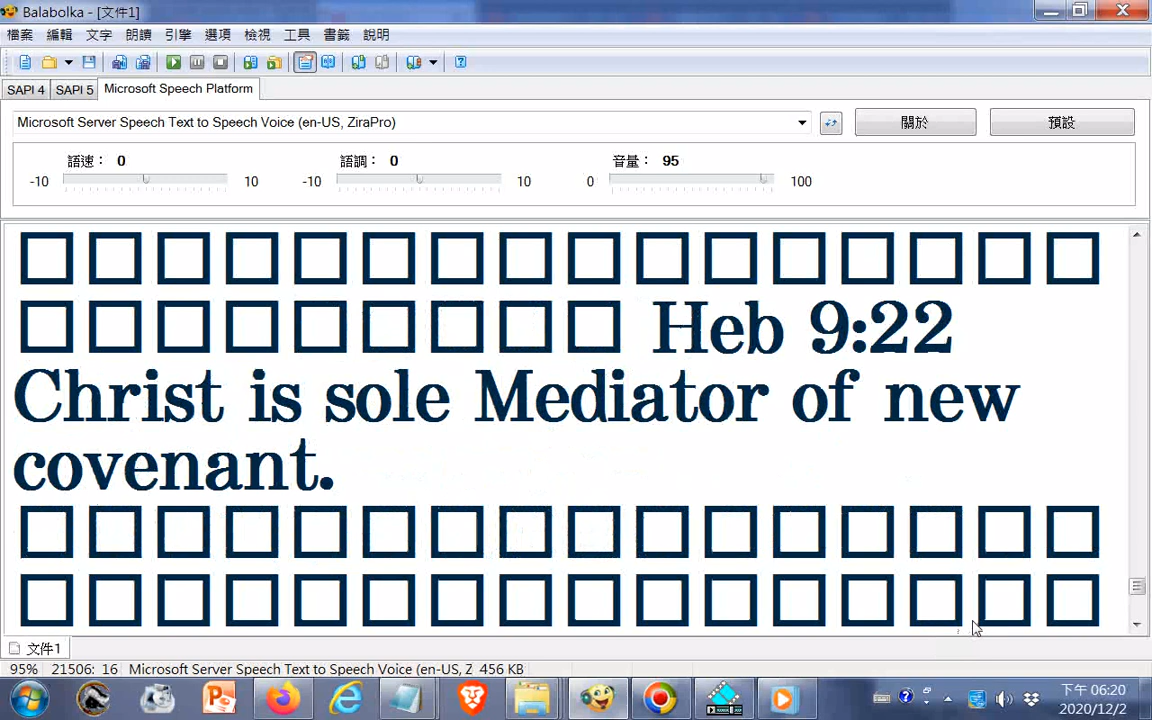 Balabolka - [文件1]
檔案 編輯 文字 朗讀 引擎 選項 檢視 工具 書籤 說明
SAPI 4 SAPI 5 Microsoft Speech Platform
Microsoft Server Speech Text to Speech Voice (en-US, ZiraPro) 關於 預設
語速： 0 語調： 0 音量： 95
-10 10 -10 10 0 100
□□□□□□□□□□□□□□□□
□□□□□□□□□ Heb 9:22
Christ is sole Mediator of new
covenant.
□□□□□□□□□□□□□□□□
□□□□□□□□□□□□□□□□
文件1
95% 21506: 16 Microsoft Server Speech Text to Speech Voice (en-US, Z 456 KB
下午 06:20
2020/12/2